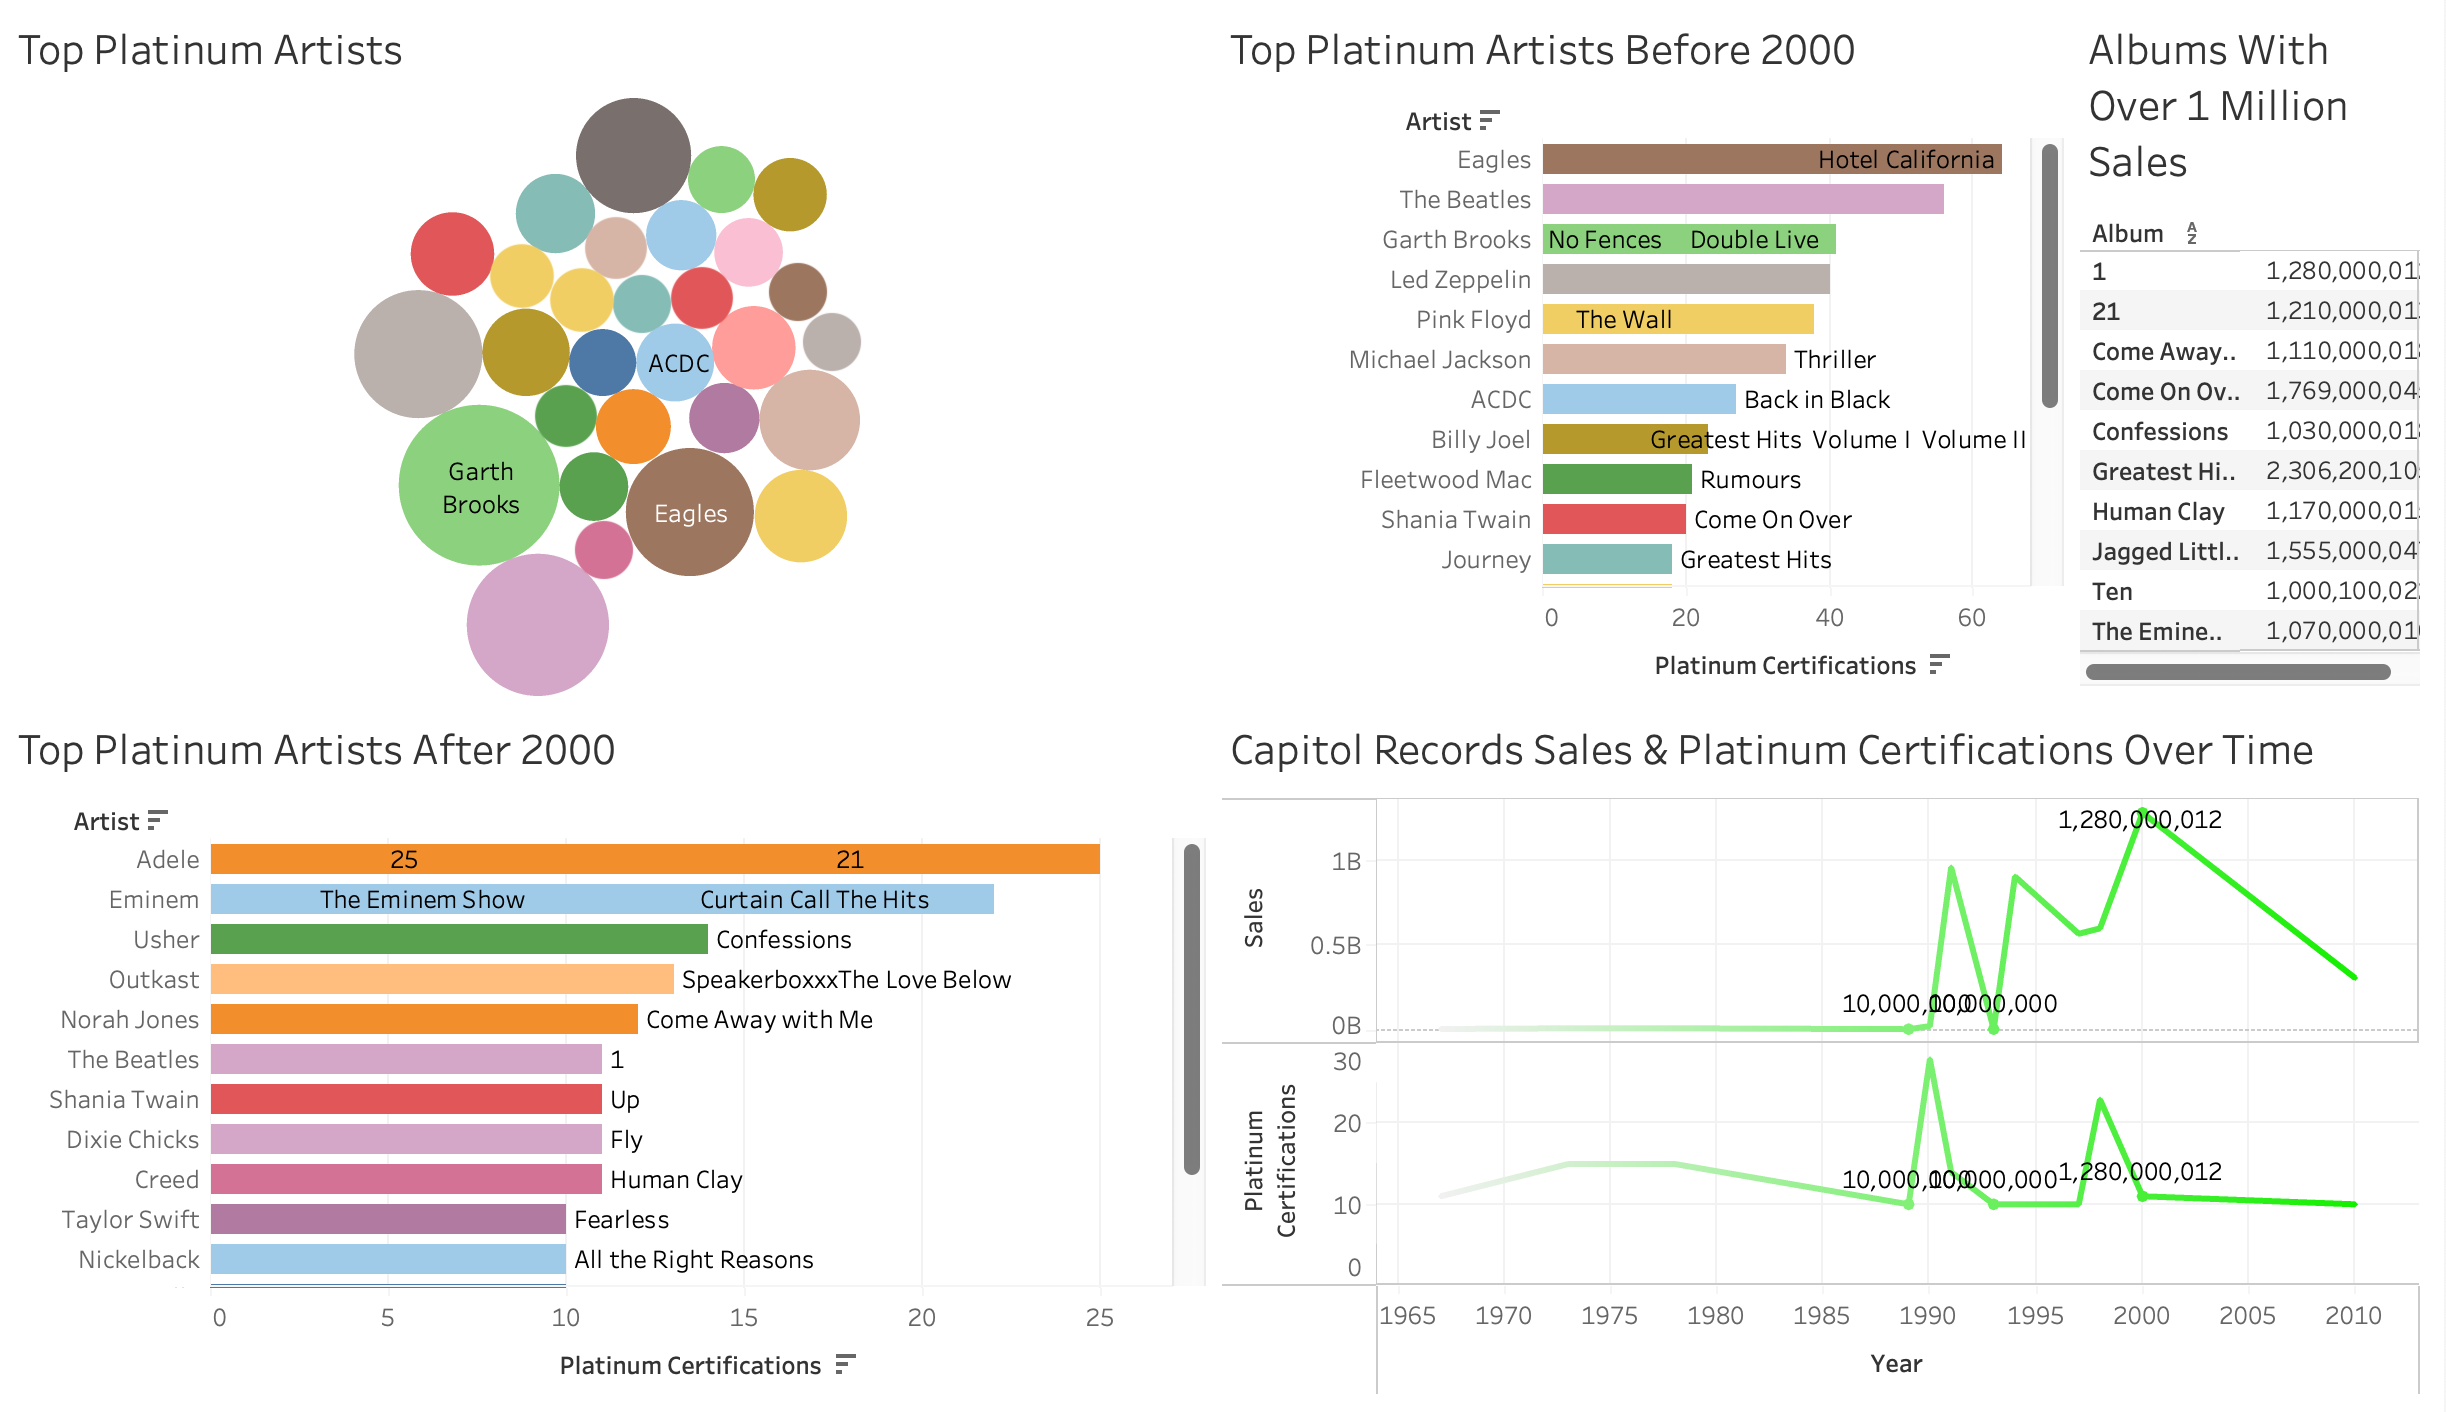 Top Platinum Artists
ACDC
Garth
Brooks
Eagles
Top Platinum Artists Before 2000
Artist
Eagles
Hotel California
The Beatles
Garth Brooks
No Fences
Double Live
Led Zeppelin
Pink Floyd
The Wall
Michael Jackson
Thriller
ACDC
Back in Black
Billy Joel
Greatest Hits Volume I Volume II
Fleetwood Mac
Rumours
Shania Twain
Come On Over
Journey
Greatest Hits
0
20
40
60
Platinum Certifications
Albums With
Over 1 Million
Sales
Album
1 1,280,000,01
21 1,210,000,01
Come Away.. 1,110,000,01
Come On Ov.. 1,769,000,04
Confessions 1,030,000,01
Greatest Hi.. 2,306,200,10
Human Clay 1,170,000,01
Jagged Littl.. 1,555,000,04
Ten 1,000,100,02
The Emine.. 1,070,000,01
Top Platinum Artists After 2000
Artist
Adele
25
21
Eminem
The Eminem Show
Curtain Call The Hits
Usher
Confessions
Outkast
SpeakerboxxxThe Love Below
Norah Jones
Come Away with Me
The Beatles
1
Shania Twain
Up
Dixie Chicks
Fly
Creed
Human Clay
Taylor Swift
Fearless
Nickelback
All the Right Reasons
0
5
10
15
20
25
Platinum Certifications
Capitol Records Sales & Platinum Certifications Over Time
Sales
1B
0.5B
0B
1,280,000,012
10,000,000
10,000,000
Platinum
Certifications
30
20
10
0
10,000,000
10,000,000
1,280,000,012
1965
1970
1975
1980
1985
1990
1995
2000
2005
2010
Year